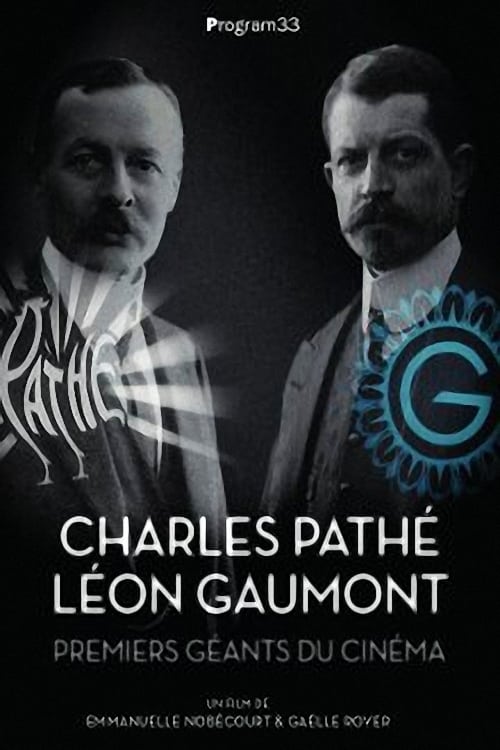 Program33
PATHÉ
G
CHARLES PATHÉ
LÉON GAUMONT
PREMIERS GÉANTS DU CINÉMA
UN FILM DE
EMMANUELLE NOBÉCOURT & GAËLLE ROYER